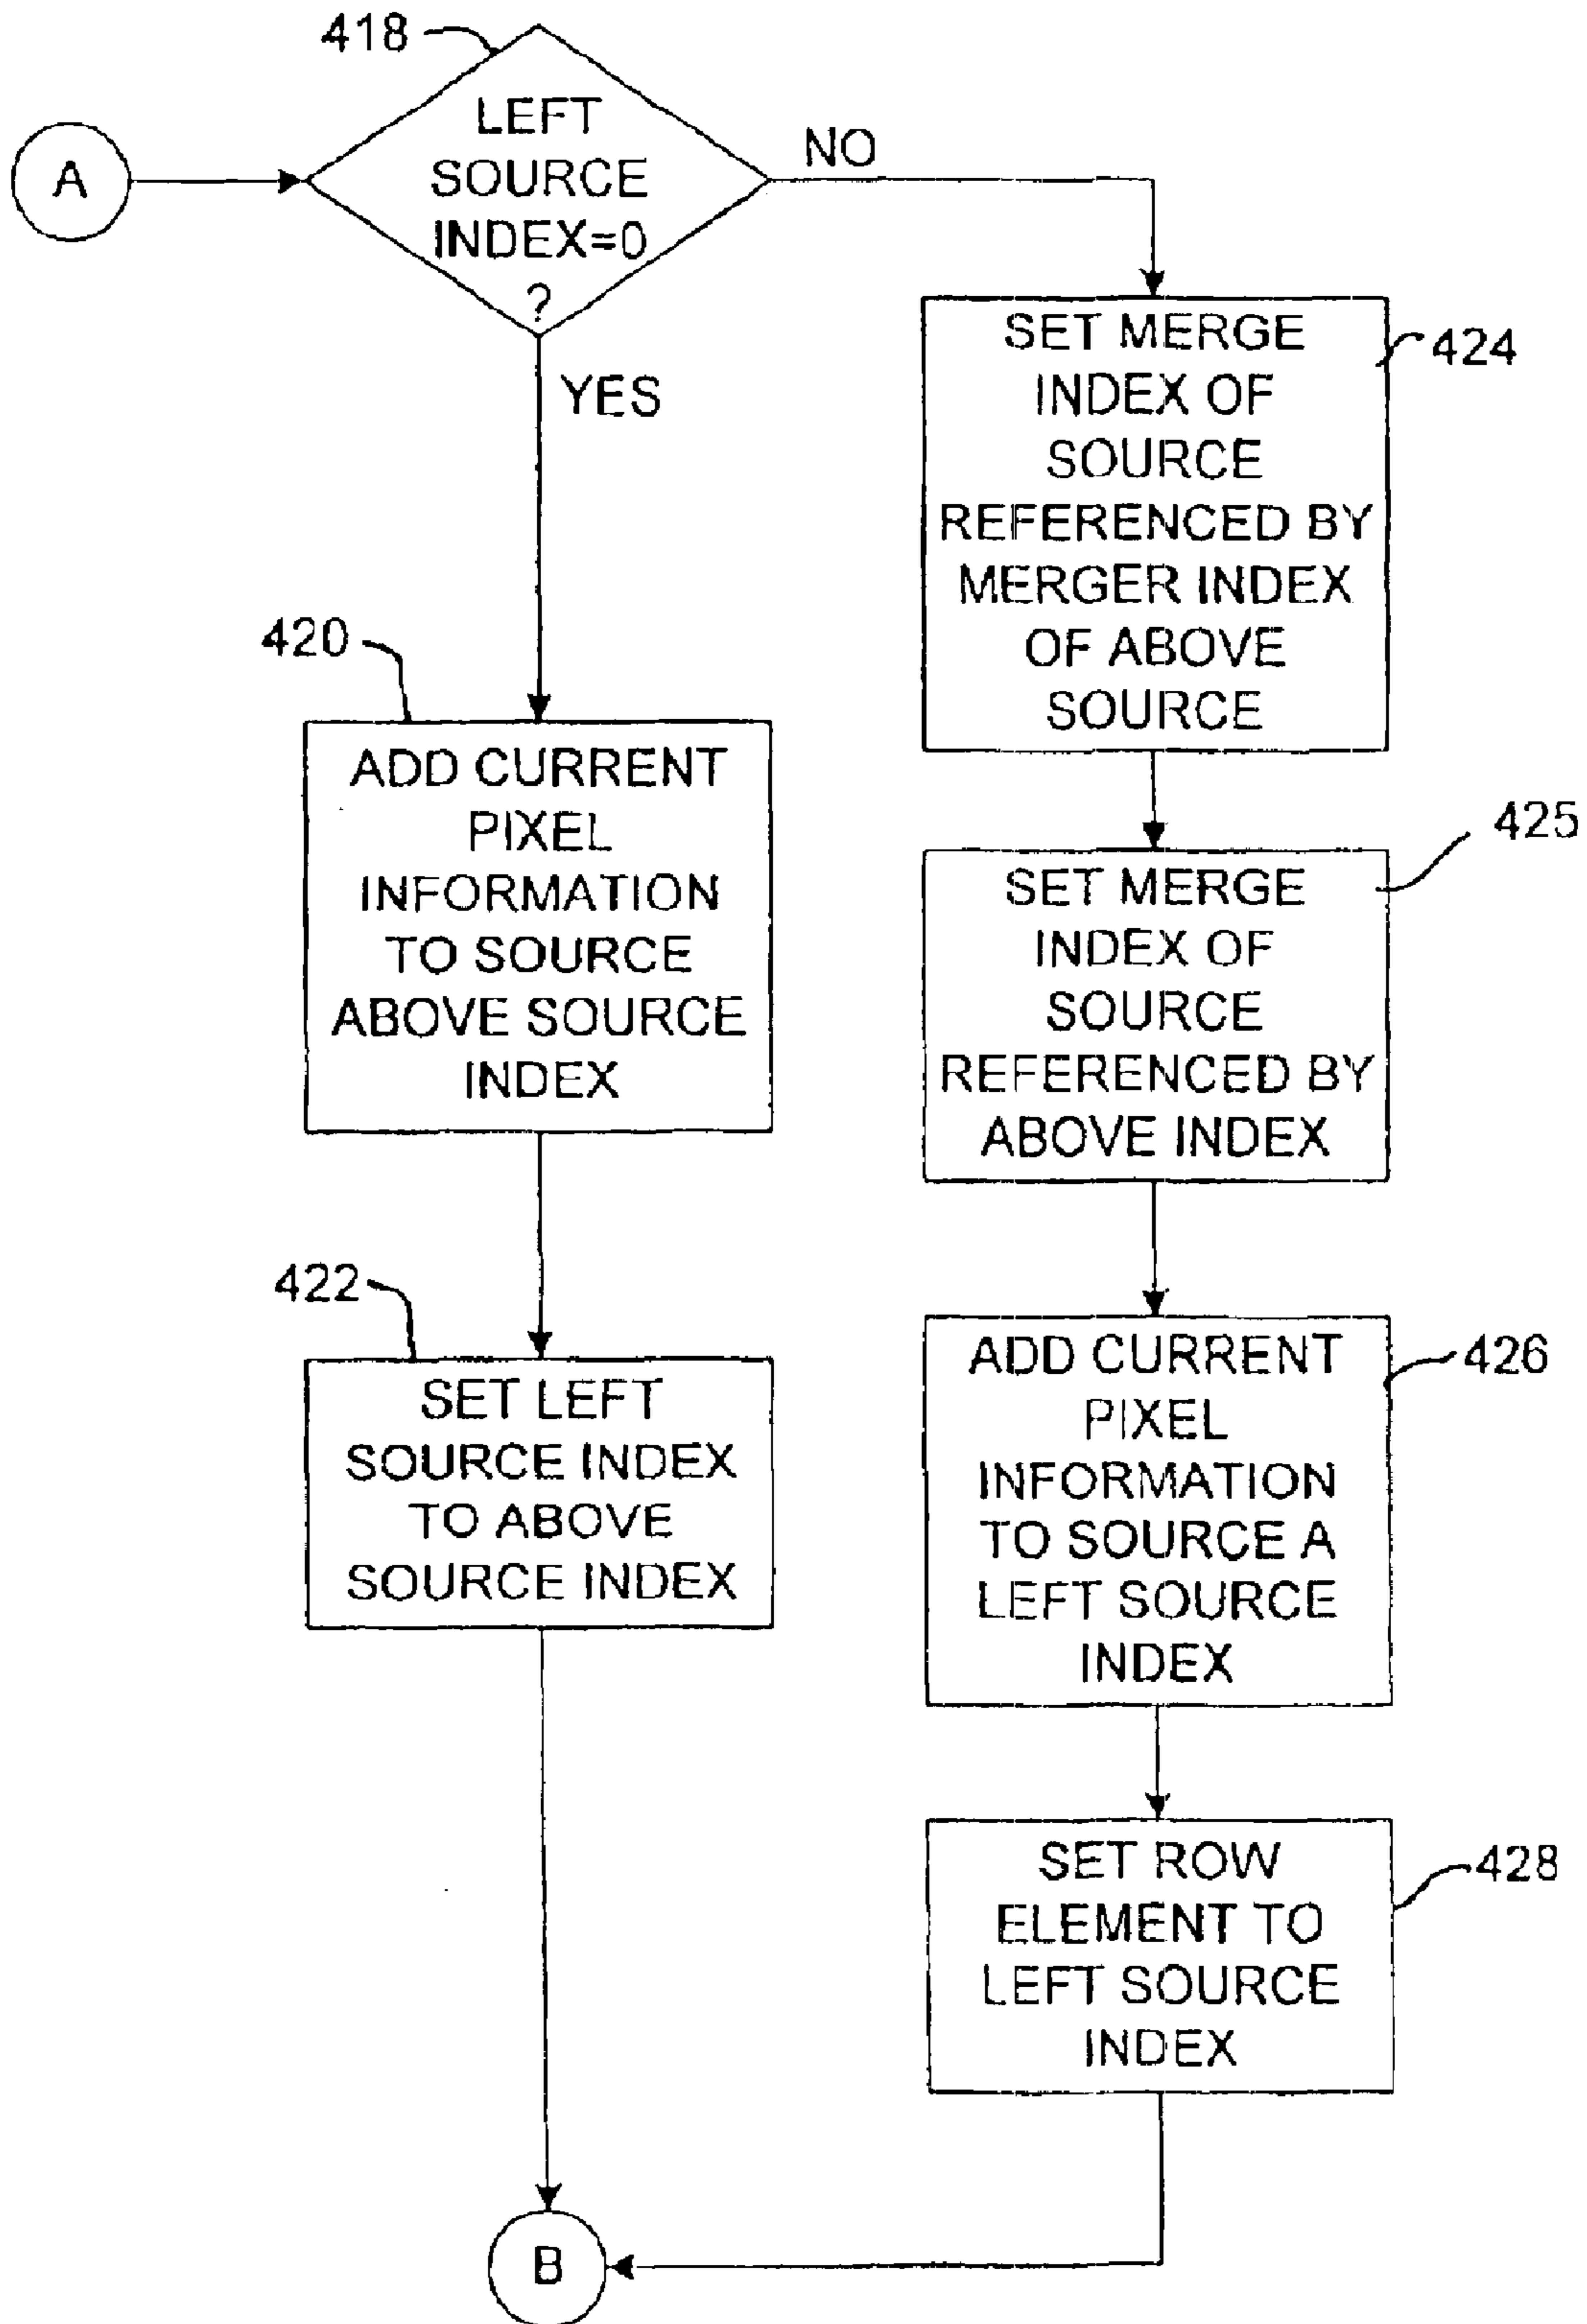 418
A
LEFT
SOURCE
INDEX=0
?
NO
YES
SET MERGE
INDEX OF
SOURCE
REFERENCED BY
MERGER INDEX
OF ABOVE
SOURCE
424
420
ADD CURRENT
PIXEL
INFORMATION
TO SOURCE
ABOVE SOURCE
INDEX
425
SET MERGE
INDEX OF
SOURCE
REFERENCED BY
ABOVE INDEX
422
SET LEFT
SOURCE INDEX
TO ABOVE
SOURCE INDEX
426
ADD CURRENT
PIXEL
INFORMATION
TO SOURCE A
LEFT SOURCE
INDEX
428
SET ROW
ELEMENT TO
LEFT SOURCE
INDEX
B